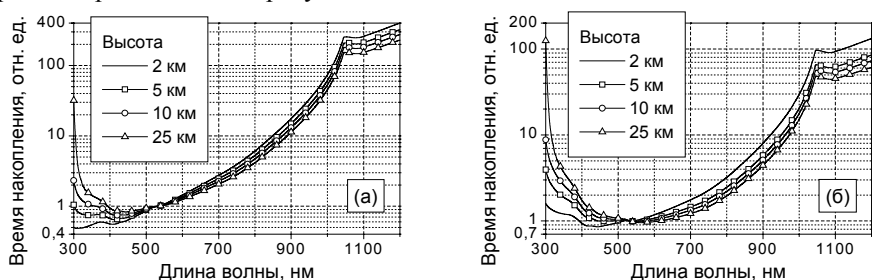 Время накопления, отн. ед.
400
100
10
1
0,4
Высота
2 км
5 км
10 км
25 км
(а)
300 500 700 900 1100
Длина волны, нм
Время накопления, отн. ед.
200
100
10
1
0,7
Высота
2 км
5 км
10 км
25 км
(б)
300 500 700 900 1100
Длина волны, нм